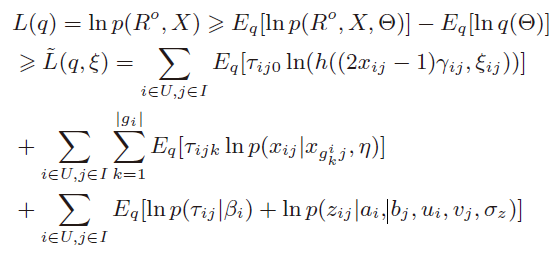 L(q) = ln p(R^o, X) ⩾ E_q[ln p(R^o, X, Θ)] − E_q[ln q(Θ)]
⩾ L̃(q, ξ) = ∑_{i∈U,j∈I} E_q[τ_{ij0} ln(h((2x_{ij} − 1)γ_{ij}, ξ_{ij}))]
+ ∑_{i∈U,j∈I} ∑_{k=1}^{|g_i|} E_q[τ_{ijk} ln p(x_{ij}|x_{g_k^i j}, η)]
+ ∑_{i∈U,j∈I} E_q[ln p(τ_{ij}|β_i) + ln p(z_{ij}|a_i,|b_j, u_i, v_j, σ_z)]